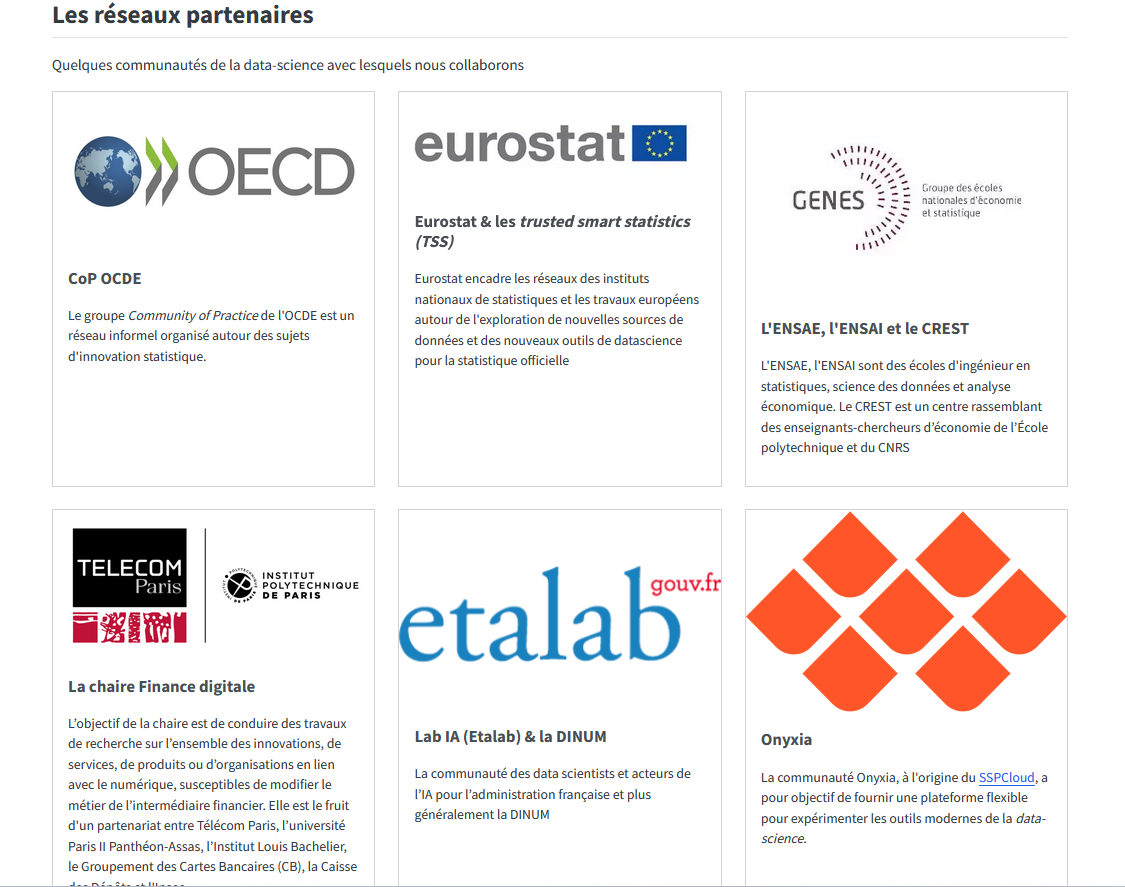 Les réseaux partenaires
Quelques communautés de la data-science avec lesquels nous collaborons
OECD
CoP OCDE
Le groupe Community of Practice de l'OCDE est un
réseau informel organisé autour des sujets
d'innovation statistique.
eurostat
Eurostat & les trusted smart statistics
(TSS)
Eurostat encadre les réseaux des instituts
nationaux de statistiques et les travaux européens
autour de l'exploration de nouvelles sources de
données et des nouveaux outils de datascience
pour la statistique officielle
GENES
Groupe des écoles
nationales d'économie
et statistique
L'ENSAE, l'ENSAI et le CREST
L'ENSAE, l'ENSAI sont des écoles d'ingénieur en
statistiques, science des données et analyse
économique. Le CREST est un centre rassemblant
des enseignants-chercheurs d’économie de l’École
polytechnique et du CNRS
TELECOM
Paris
INSTITUT
POLYTECHNIQUE
DE PARIS
La chaire Finance digitale
L’objectif de la chaire est de conduire des travaux
de recherche sur l’ensemble des innovations, de
services, de produits ou d’organisations en lien
avec le numérique, susceptibles de modifier le
métier de l’intermédiaire financier. Elle est le fruit
d'un partenariat entre Télécom Paris, l’université
Paris II Panthéon-Assas, l’Institut Louis Bachelier,
le Groupement des Cartes Bancaires (CB), la Caisse
des Dépôts et l'Insee
etalab
gouv.fr
Lab IA (Etalab) & la DINUM
La communauté des data scientists et acteurs de
l’IA pour l’administration française et plus
généralement la DINUM
Onyxia
La communauté Onyxia, à l'origine du SSPCloud, a
pour objectif de fournir une plateforme flexible
pour expérimenter les outils modernes de la data-
science.